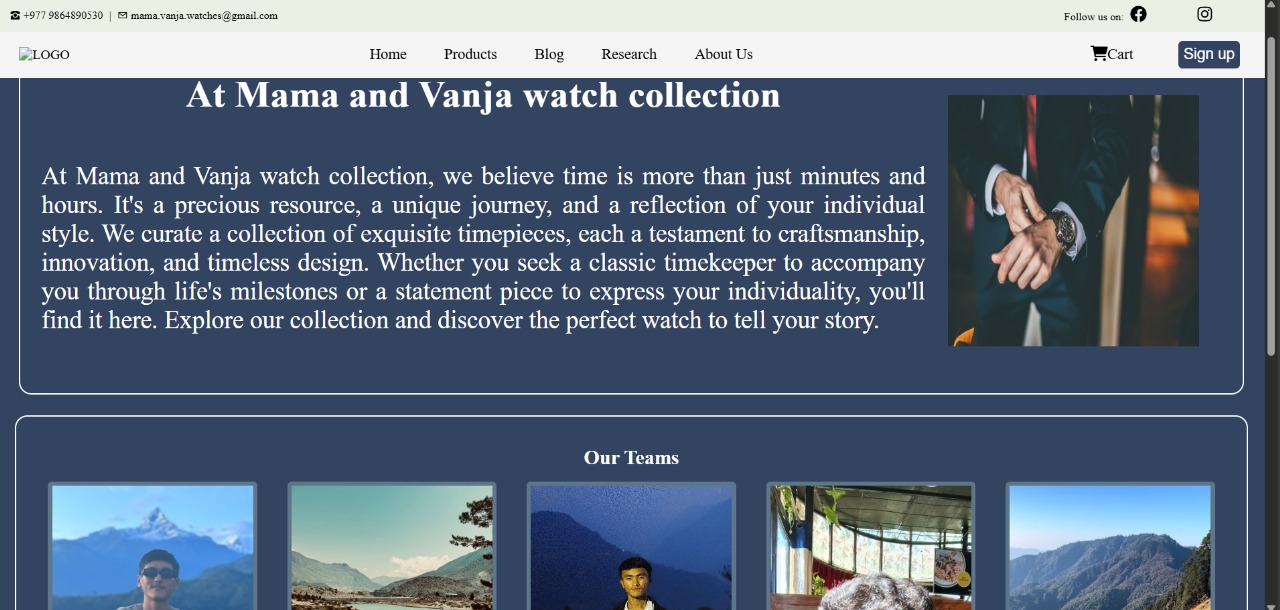 +977 9864890530 | mama.vanja.watches@gmail.com
Follow us on:
LOGO
Home Products Blog Research About Us
Cart
Sign up
At Mama and Vanja watch collection
At Mama and Vanja watch collection, we believe time is more than just minutes and
hours. It's a precious resource, a unique journey, and a reflection of your individual
style. We curate a collection of exquisite timepieces, each a testament to craftsmanship,
innovation, and timeless design. Whether you seek a classic timekeeper to accompany
you through life's milestones or a statement piece to express your individuality, you'll
find it here. Explore our collection and discover the perfect watch to tell your story.
Our Teams